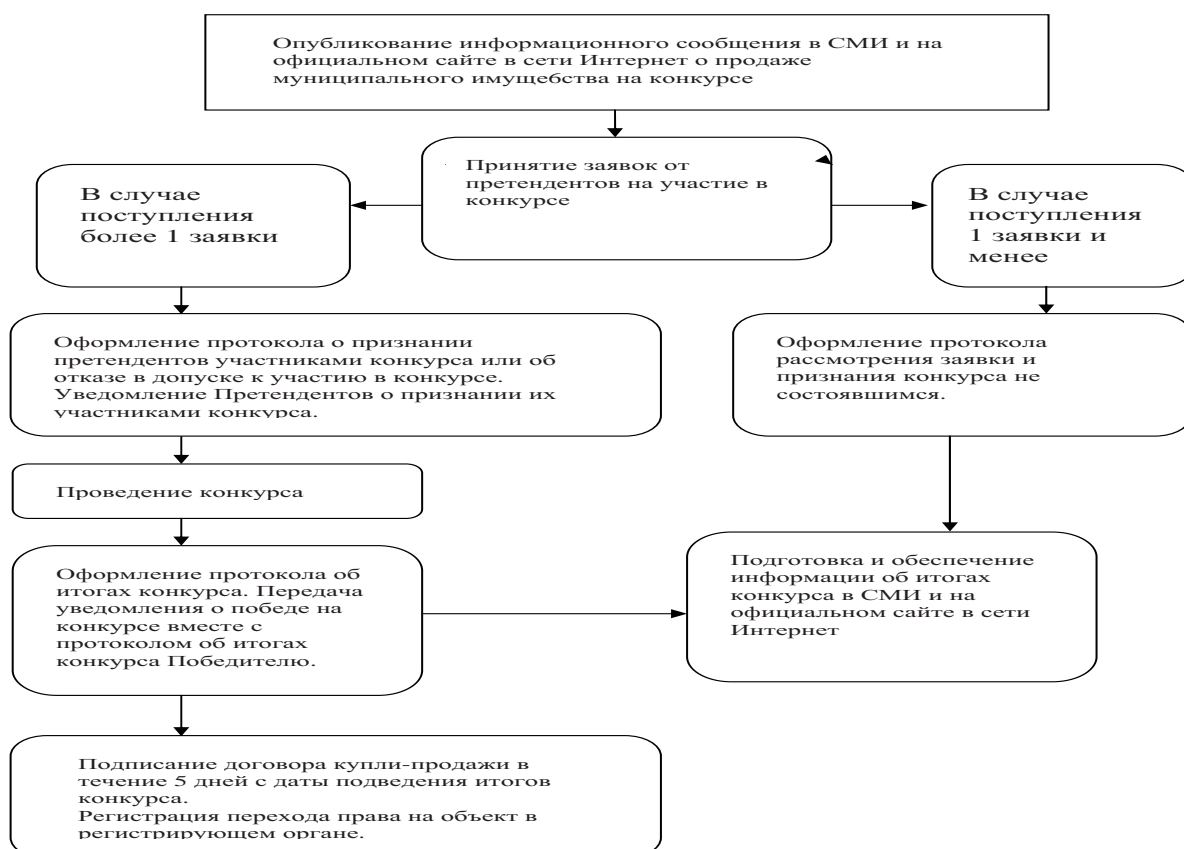 Опубликование информационного сообщения в СМИ и на
официальном сайте в сети Интернет о продаже
муниципального имущебства на конкурсе
Принятие заявок от
претендентов на участие в
конкурсе
В случае
поступления
более 1 заявки
В случае
поступления
1 заявки и
менее
Оформление протокола о признании
претендентов участниками конкурса или об
отказе в допуске к участию в конкурсе.
Уведомление Претендентов о признании их
участниками конкурса.
Оформление протокола
рассмотрения заявки и
признания конкурса не
состоявшимся.
Проведение конкурса
Оформление протокола об
итогах конкурса. Передача
уведомления о победе на
конкурсе вместе с
протоколом об итогах
конкурса Победителю.
Подготовка и обеспечение
информации об итогах
конкурса в СМИ и на
официальном сайте в сети
Интернет
Подписание договора купли-продажи в
течение 5 дней с даты подведения итогов
конкурса.
Регистрация перехода права на объект в
регистрирующем органе.